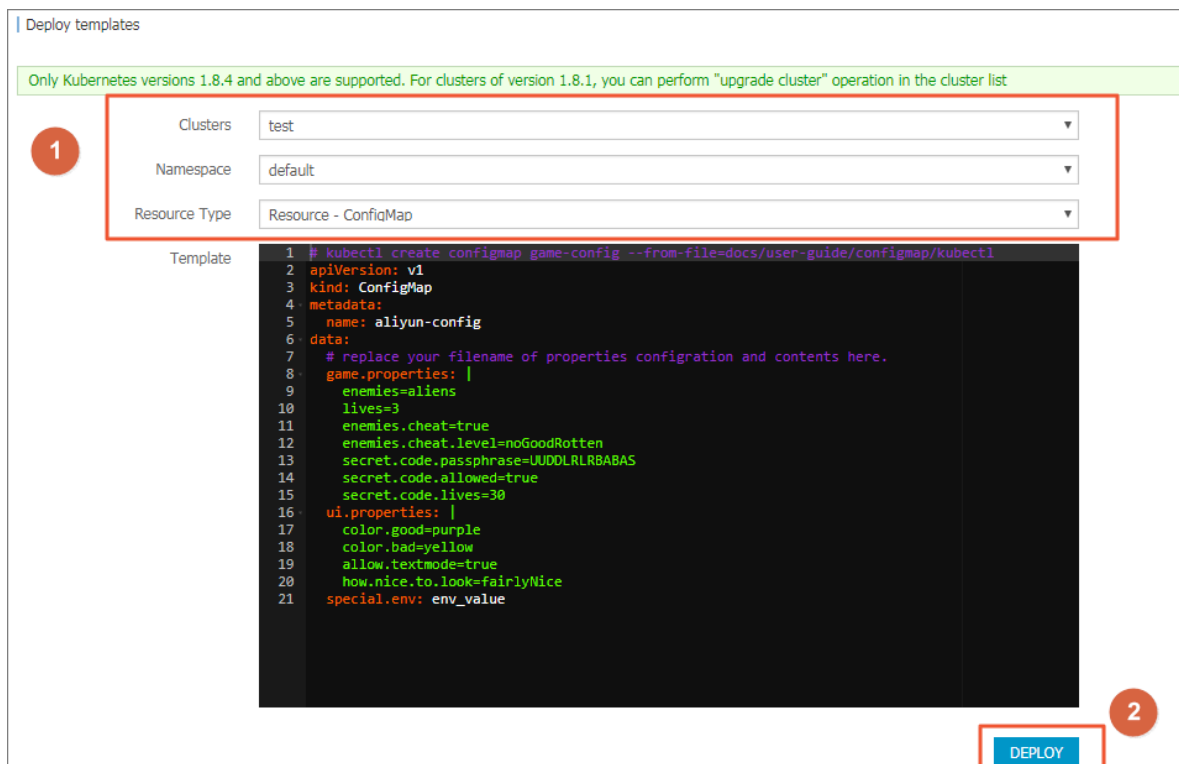 Deploy templates
Only Kubernetes versions 1.8.4 and above are supported. For clusters of version 1.8.1, you can perform "upgrade cluster" operation in the cluster list
1
Clusters test
Namespace default
Resource Type Resource - ConfigMap
Template
1 # kubectl create configmap game-config --from-file=docs/user-guide/configmap/kubectl
2 apiVersion: v1
3 kind: ConfigMap
4 metadata:
5   name: aliyun-config
6 data:
7   # replace your filename of properties configration and contents here.
8   game.properties: |
9     enemies=aliens
10     lives=3
11     enemies.cheat=true
12     enemies.cheat.level=noGoodRotten
13     secret.code.passphrase=UUDDLRLRBABAS
14     secret.code.allowed=true
15     secret.code.lives=30
16   ui.properties: |
17     color.good=purple
18     color.bad=yellow
19     allow.textmode=true
20     how.nice.to.look=fairlyNice
21   special.env: env_value
2
DEPLOY